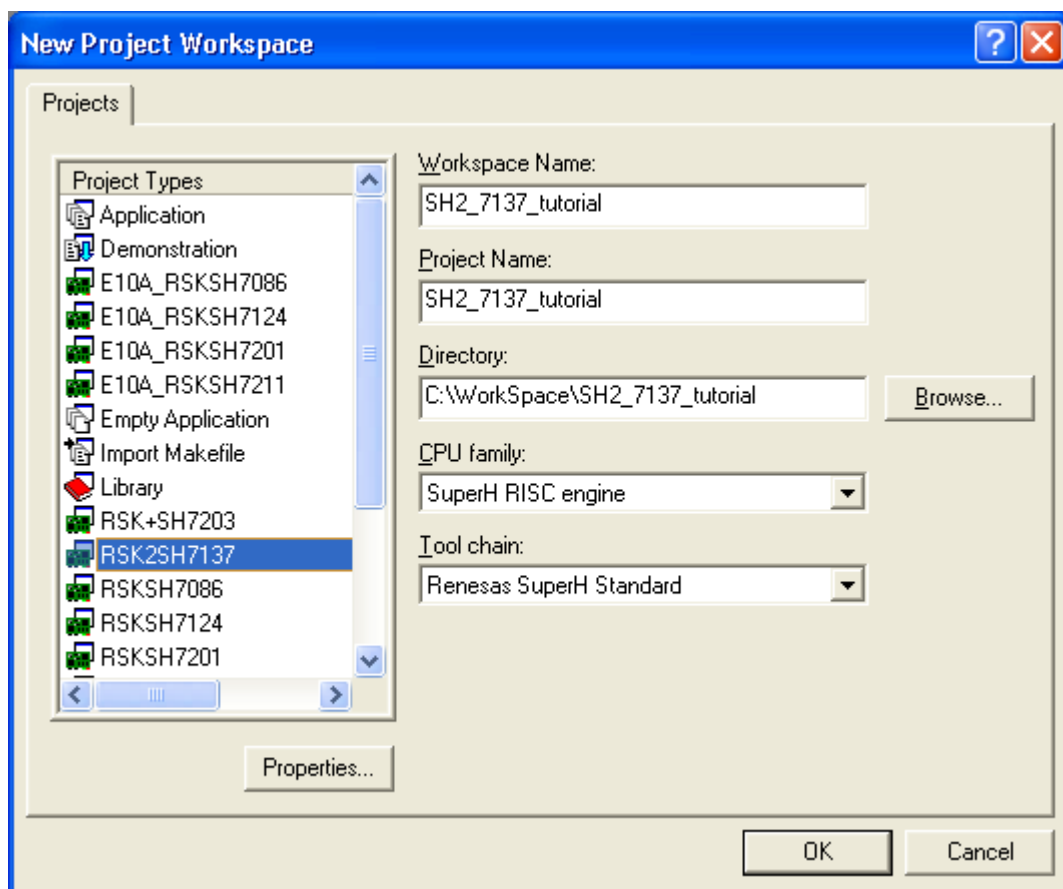 New Project Workspace
Projects
Project Types
Application
Demonstration
E10A_RSKSH7086
E10A_RSKSH7124
E10A_RSKSH7201
E10A_RSKSH7211
Empty Application
Import Makefile
Library
RSK+SH7203
RSK2SH7137
RSKSH7086
RSKSH7124
RSKSH7201
Properties...
Workspace Name:
SH2_7137_tutorial
Project Name:
SH2_7137_tutorial
Directory:
C:\WorkSpace\SH2_7137_tutorial
Browse...
CPU family:
SuperH RISC engine
Tool chain:
Renesas SuperH Standard
OK
Cancel